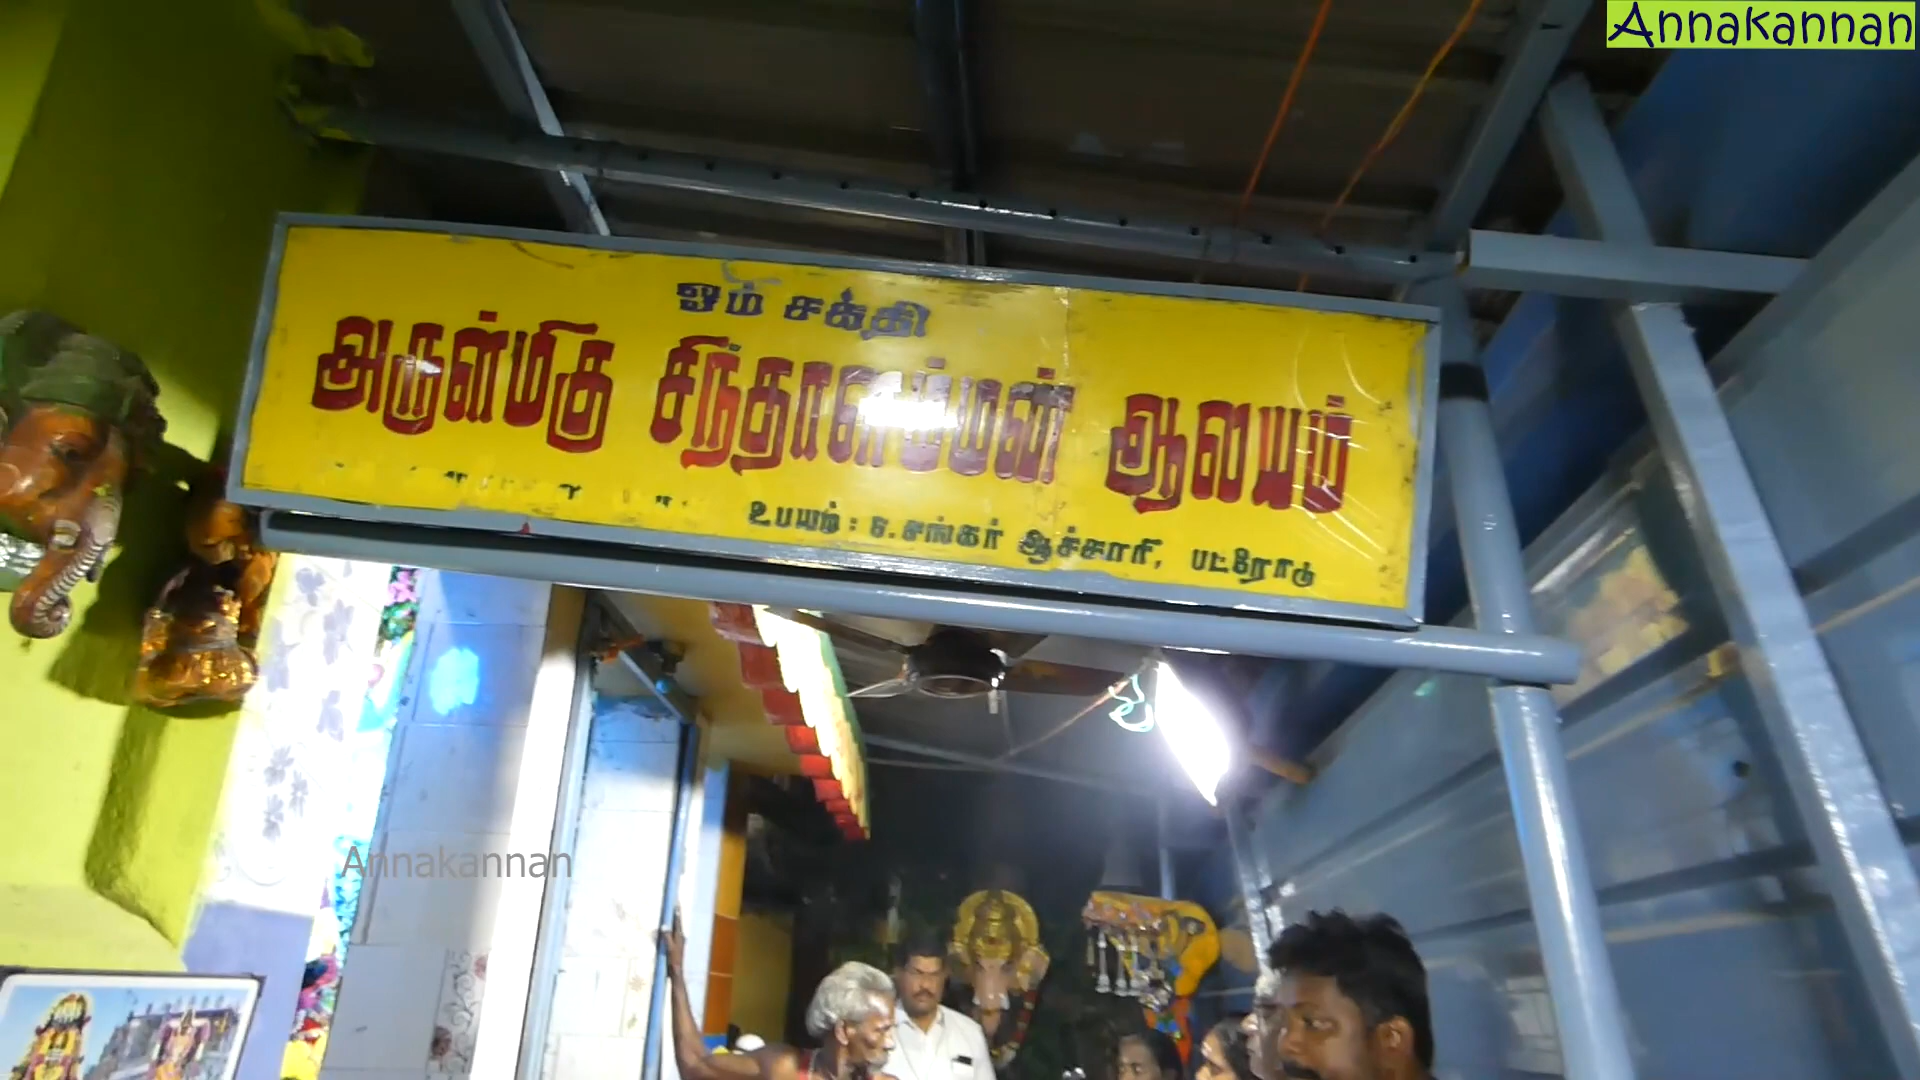 Annakannan
ஓம் சக்தி
அருள்மிகு சிந்தாளம்மன் ஆலயம்
உபயம் : S.சங்கர் ஆச்சாரி, பட்ரோடு
Annakannan